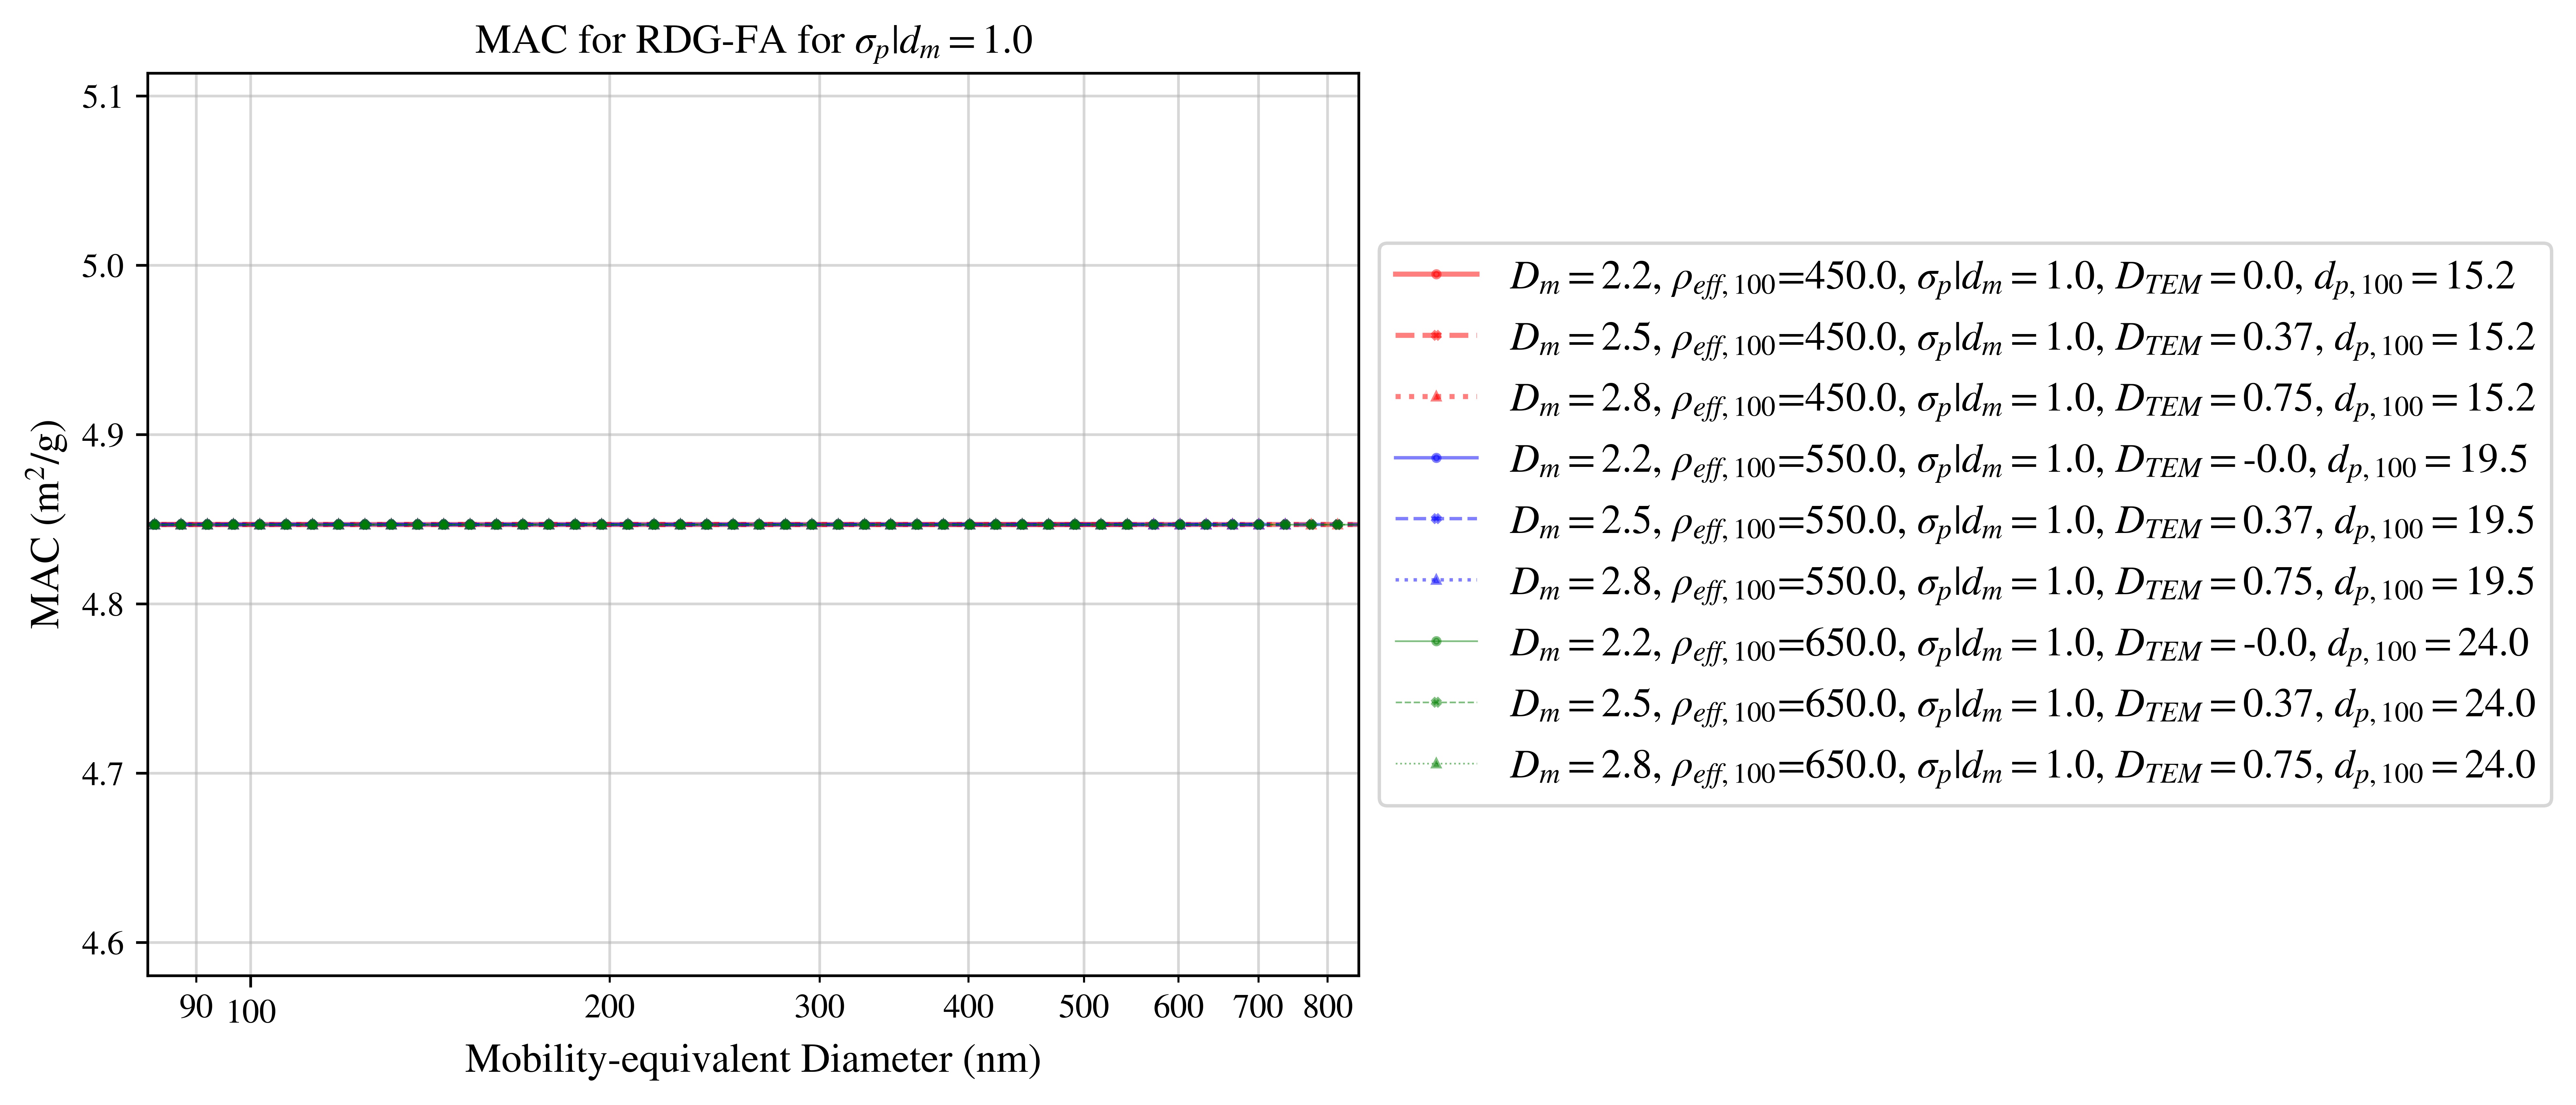 MAC for RDG-FA for σp|dm = 1.0
MAC (m²/g)
5.1
5.0
4.9
4.8
4.7
4.6
90 100 200 300 400 500 600 700 800
Mobility-equivalent Diameter (nm)
Dm = 2.2, ρeff,100=450.0, σp|dm = 1.0, DTEM = 0.0, dp,100 = 15.2
Dm = 2.5, ρeff,100=450.0, σp|dm = 1.0, DTEM = 0.37, dp,100 = 15.2
Dm = 2.8, ρeff,100=450.0, σp|dm = 1.0, DTEM = 0.75, dp,100 = 15.2
Dm = 2.2, ρeff,100=550.0, σp|dm = 1.0, DTEM = -0.0, dp,100 = 19.5
Dm = 2.5, ρeff,100=550.0, σp|dm = 1.0, DTEM = 0.37, dp,100 = 19.5
Dm = 2.8, ρeff,100=550.0, σp|dm = 1.0, DTEM = 0.75, dp,100 = 19.5
Dm = 2.2, ρeff,100=650.0, σp|dm = 1.0, DTEM = -0.0, dp,100 = 24.0
Dm = 2.5, ρeff,100=650.0, σp|dm = 1.0, DTEM = 0.37, dp,100 = 24.0
Dm = 2.8, ρeff,100=650.0, σp|dm = 1.0, DTEM = 0.75, dp,100 = 24.0